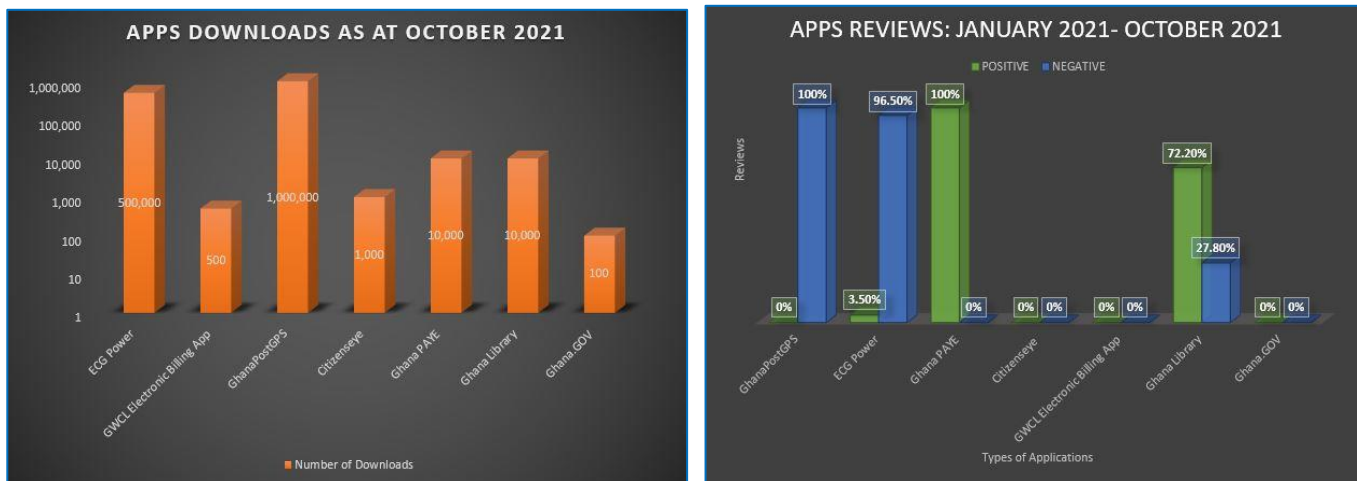 APPS DOWNLOADS AS AT OCTOBER 2021
1,000,000
100,000
10,000
1,000
100
10
1
500,000
500
1,000,000
1,000
10,000
10,000
100
ECG Power
GWCL Electronic Billing App
GhanaPostGPS
Citizenseye
Ghana PAYE
Ghana Library
Ghana.GOV
Number of Downloads
APPS REVIEWS: JANUARY 2021- OCTOBER 2021
POSITIVE NEGATIVE
Reviews
0% 100%
3.50% 96.50%
100% 0%
0% 0%
0% 0%
72.20% 27.80%
0% 0%
GhanaPostGPS
ECG Power
Ghana PAYE
Citizenseye
GWCL Electronic Billing App
Ghana Library
Ghana.GOV
Types of Applications